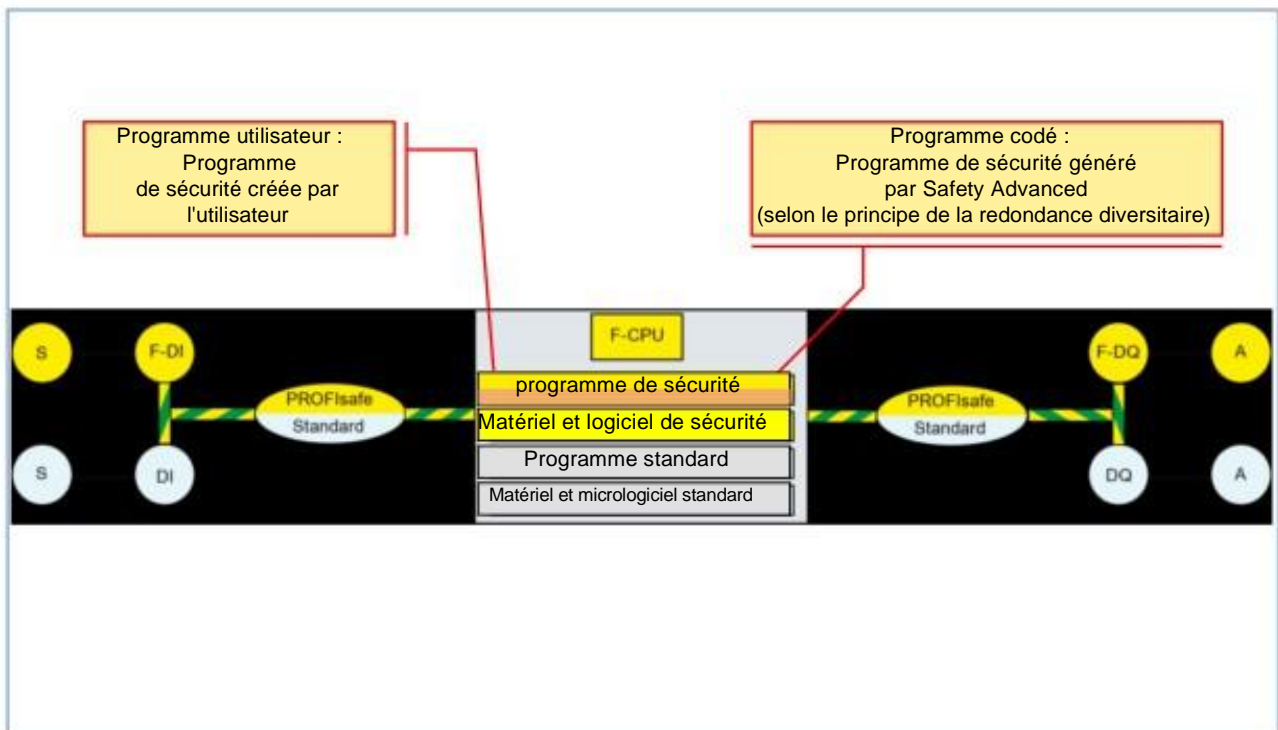 Programme utilisateur :
Programme
de sécurité créée par
l'utilisateur
Programme codé :
Programme de sécurité généré
par Safety Advanced
(selon le principe de la redondance diversitaire)
F-CPU
S
F-DI
PROFIsafe
Standard
S
DI
programme de sécurité
Matériel et logiciel de sécurité
Programme standard
Matériel et micrologiciel standard
PROFIsafe
Standard
F-DQ
A
DQ
A